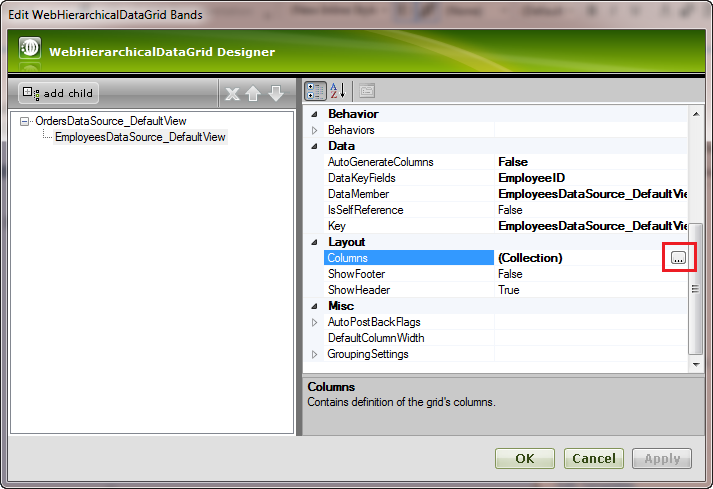 Edit WebHierarchicalDataGrid Bands
WebHierarchicalDataGrid Designer
add child
OrdersDataSource_DefaultView
EmployeesDataSource_DefaultView
Behavior
Behaviors
Data
AutoGenerateColumns False
DataKeyFields EmployeeID
DataMember EmployeesDataSource_DefaultView
IsSelfReference False
Key EmployeesDataSource_DefaultView
Layout
Columns (Collection) ...
ShowFooter False
ShowHeader True
Misc
AutoPostBackFlags
DefaultColumnWidth
GroupingSettings
Columns
Contains definition of the grid's columns.
OK Cancel Apply